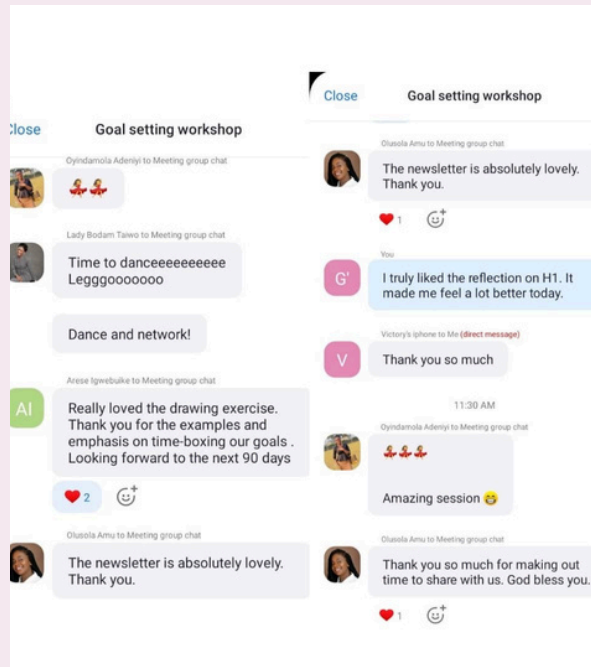 Close
Goal setting workshop
Oyindamola Adeniyi to Meeting group chat
💃💃
Lady Bodam Taiwo to Meeting group chat
Time to danceeeeeeeeee
Legggooooooo
Dance and network!
Arese Igwebuike to Meeting group chat
AI
Really loved the drawing exercise.
Thank you for the examples and
emphasis on time-boxing our goals .
Looking forward to the next 90 days
❤️ 2
Olusola Amu to Meeting group chat
The newsletter is absolutely lovely.
Thank you.
Close
Goal setting workshop
Olusola Amu to Meeting group chat
The newsletter is absolutely lovely.
Thank you.
❤️ 1
You
G'
I truly liked the reflection on H1. It
made me feel a lot better today.
Victory's iphone to Me (direct message)
V
Thank you so much
11:30 AM
Oyindamola Adeniyi to Meeting group chat
💃💃💃
Amazing session 😂
Olusola Amu to Meeting group chat
Thank you so much for making out
time to share with us. God bless you.
❤️ 1